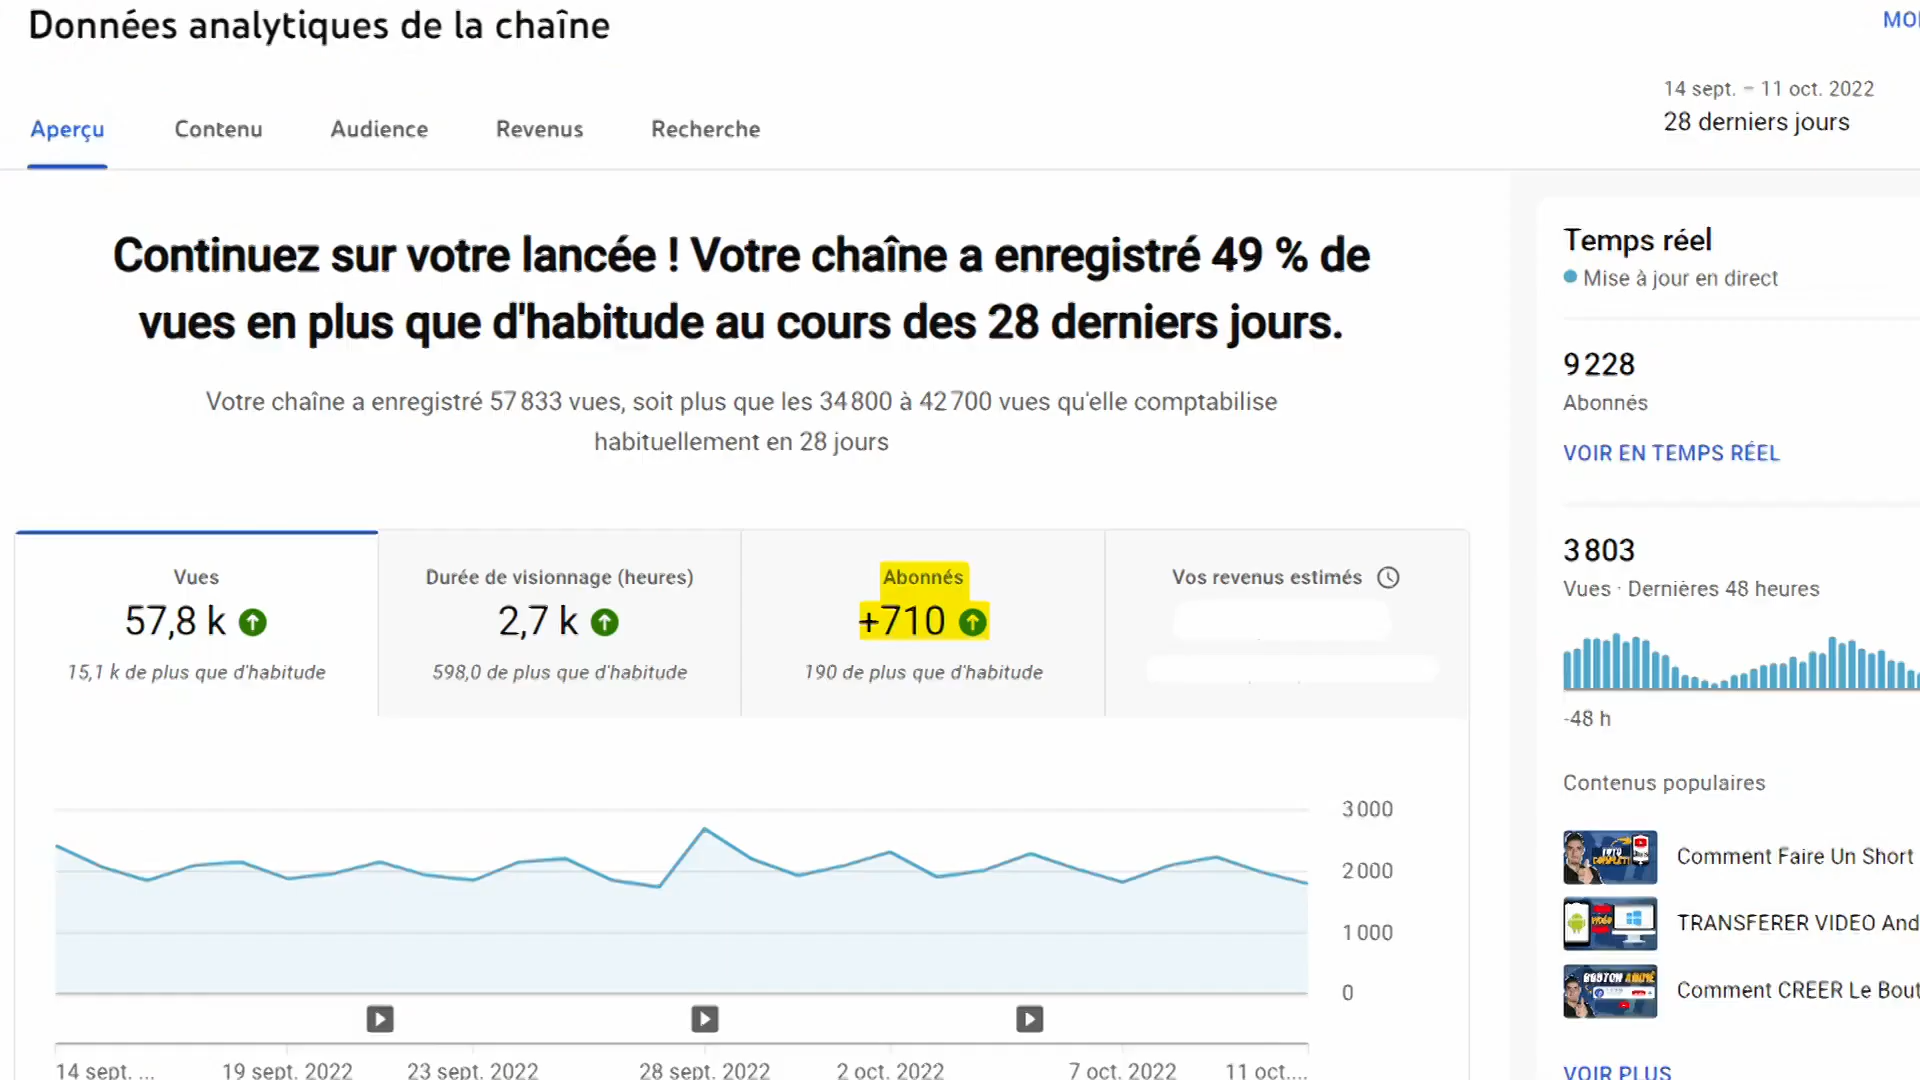 Données analytiques de la chaîne
Aperçu
Contenu
Audience
Revenus
Recherche
14 sept. – 11 oct. 2022
28 derniers jours
Continuez sur votre lancée ! Votre chaîne a enregistré 49 % de
vues en plus que d'habitude au cours des 28 derniers jours.
Votre chaîne a enregistré 57 833 vues, soit plus que les 34 800 à 42 700 vues qu'elle comptabilise
habituellement en 28 jours
Vues
57,8 k
15,1 k de plus que d'habitude
Durée de visionnage (heures)
2,7 k
598,0 de plus que d'habitude
Abonnés
+710
190 de plus que d'habitude
Vos revenus estimés
3 000
2 000
1 000
0
14 sept. ...
19 sept. 2022
23 sept. 2022
28 sept. 2022
2 oct. 2022
7 oct. 2022
11 oct....
Temps réel
Mise à jour en direct
9 228
Abonnés
VOIR EN TEMPS RÉEL
3 803
Vues · Dernières 48 heures
-48 h
Contenus populaires
Comment Faire Un Short
TRANSFERER VIDEO And
Comment CREER Le Bout
VOIR PLUS